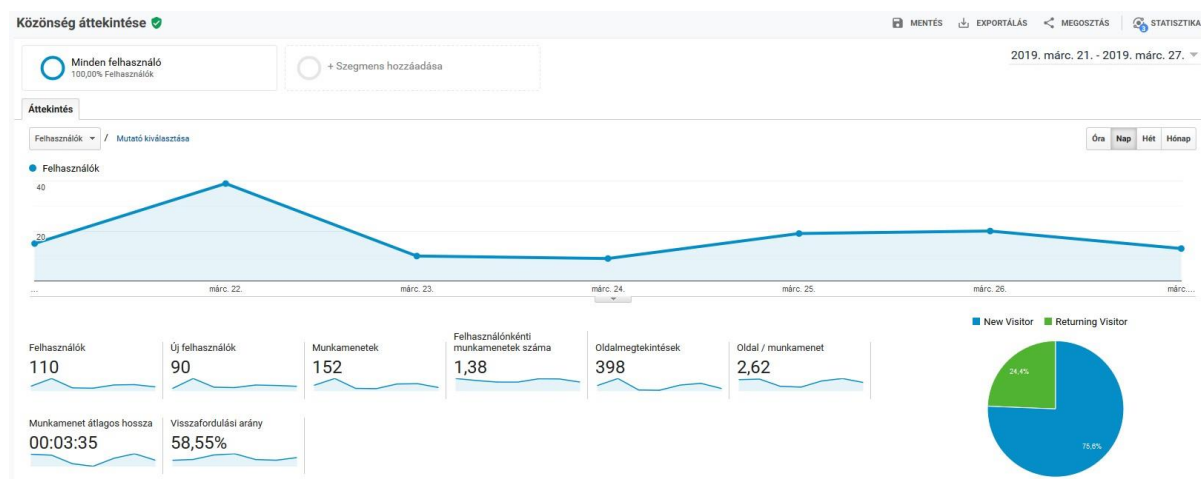 Közönség áttekintése
MENTÉS EXPORTÁLÁS MEGOSZTÁS STATISZTIKA
3
Minden felhasználó
100,00% Felhasználók
+ Szegmens hozzáadása
2019. márc. 21. - 2019. márc. 27.
Áttekintés
Felhasználók / Mutató kiválasztása
Óra Nap Hét Hónap
Felhasználók
40
20
... márc. 22. márc. 23. márc. 24. márc. 25. márc. 26. márc....
New Visitor Returning Visitor
Felhasználók
110
Új felhasználók
90
Munkamenetek
152
Felhasználónkénti
munkamenetek száma
1,38
Oldalmegtekintések
398
Oldal / munkamenet
2,62
Munkamenet átlagos hossza
00:03:35
Visszafordulási arány
58,55%
24,4%
75,6%